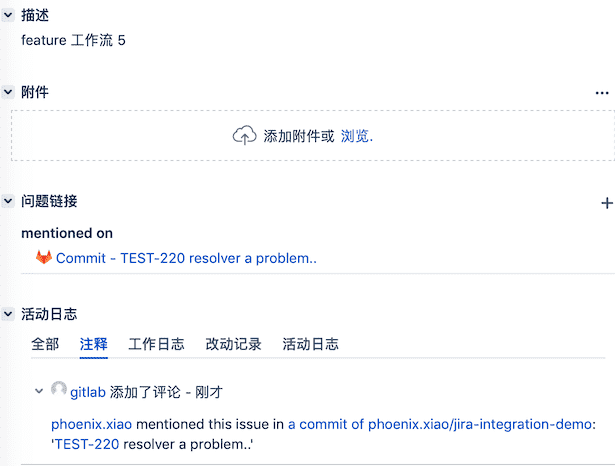 描述
feature 工作流 5
附件
添加附件或 浏览.
问题链接
mentioned on
Commit - TEST-220 resolver a problem..
活动日志
全部 注释 工作日志 改动记录 活动日志
gitlab 添加了评论 - 刚才
phoenix.xiao mentioned this issue in a commit of phoenix.xiao/jira-integration-demo:
'TEST-220 resolver a problem..'